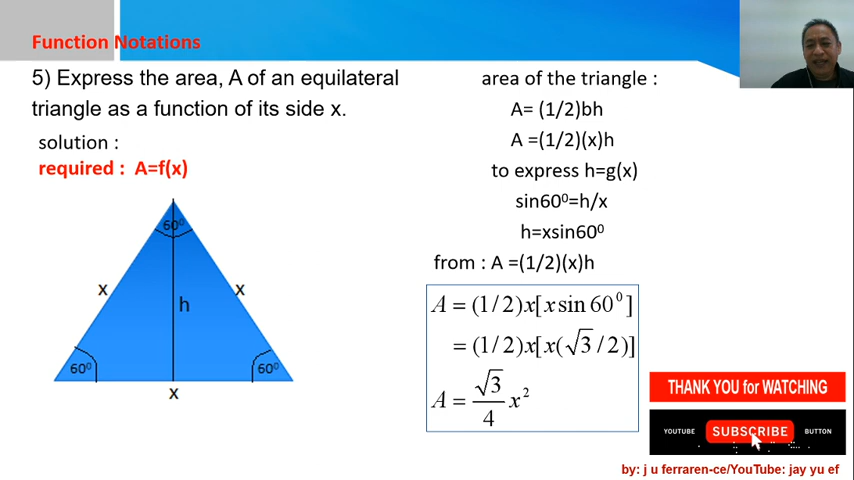 Function Notations
5) Express the area, A of an equilateral
triangle as a function of its side x.
solution :
required : A=f(x)
60⁰
x
x
h
60⁰
60⁰
x
area of the triangle :
A= (1/2)bh
A =(1/2)(x)h
to express h=g(x)
sin60⁰=h/x
h=xsin60⁰
from : A =(1/2)(x)h
A = (1/2)x[x sin 60⁰]
= (1/2)x[x(√3/2)]
A = √3/4 x²
THANK YOU for WATCHING
YOUTUBE SUBSCRIBE BUTTON
by: j u ferraren-ce/YouTube: jay yu ef